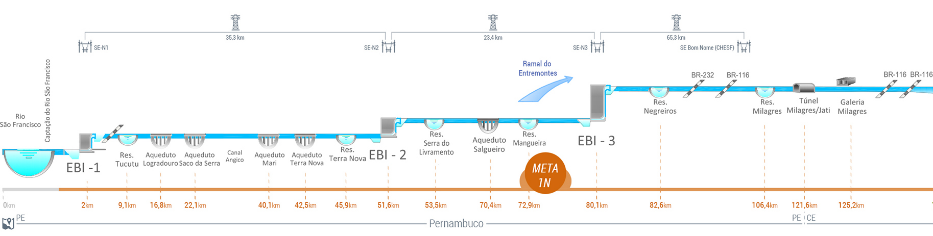 35,3 km
23,4 km
65,3 km
SE-N1
SE-N2
SE-N3
SE Bom Nome (CHESF)
Ramal do
Entremontes
Rio
São Francisco
Captação do Rio São Francisco
BR-232
BR-116
BR-116
BR-116
EBI -1
Res.
Tucutu
Aqueduto
Logradouro
Aqueduto
Saco da Serra
Canal
Angico
Aqueduto
Mari
Aqueduto
Terra Nova
Res.
Terra Nova
EBI - 2
Res.
Serra do
Livramento
Aqueduto
Salgueiro
Res.
Mangueira
EBI - 3
Res.
Negreiros
Res.
Milagres
Túnel
Milagres/Jati
Galeria
Milagres
META
1N
0km
2km
9,1km
16,8km
22,1km
40,1km
42,5km
45,9km
51,6km
53,5km
70,4km
72,9km
80,1km
82,6km
106,4km
121,6km
125,2km
PE
Pernambuco
PE
CE